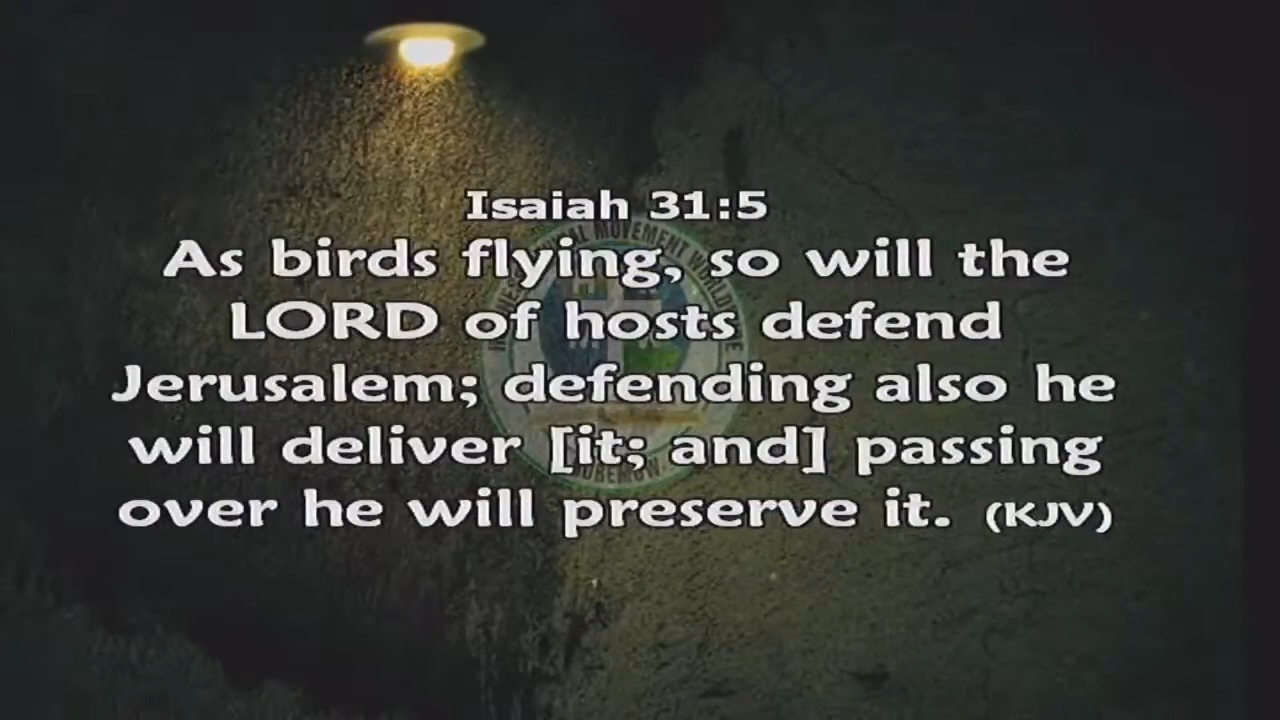 Isaiah 31:5
As birds flying, so will the
LORD of hosts defend
Jerusalem; defending also he
will deliver [it; and] passing
over he will preserve it. (KJV)
MOVEMENT